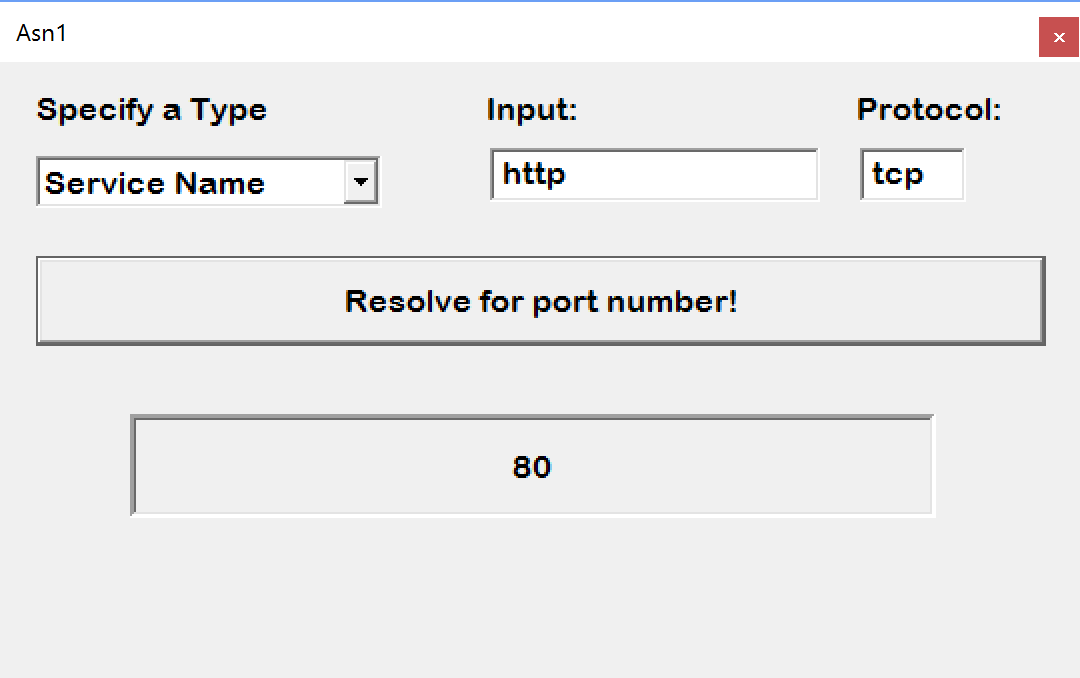 Asn1
Specify a Type
Input:
Protocol:
Service Name
http
tcp
Resolve for port number!
80